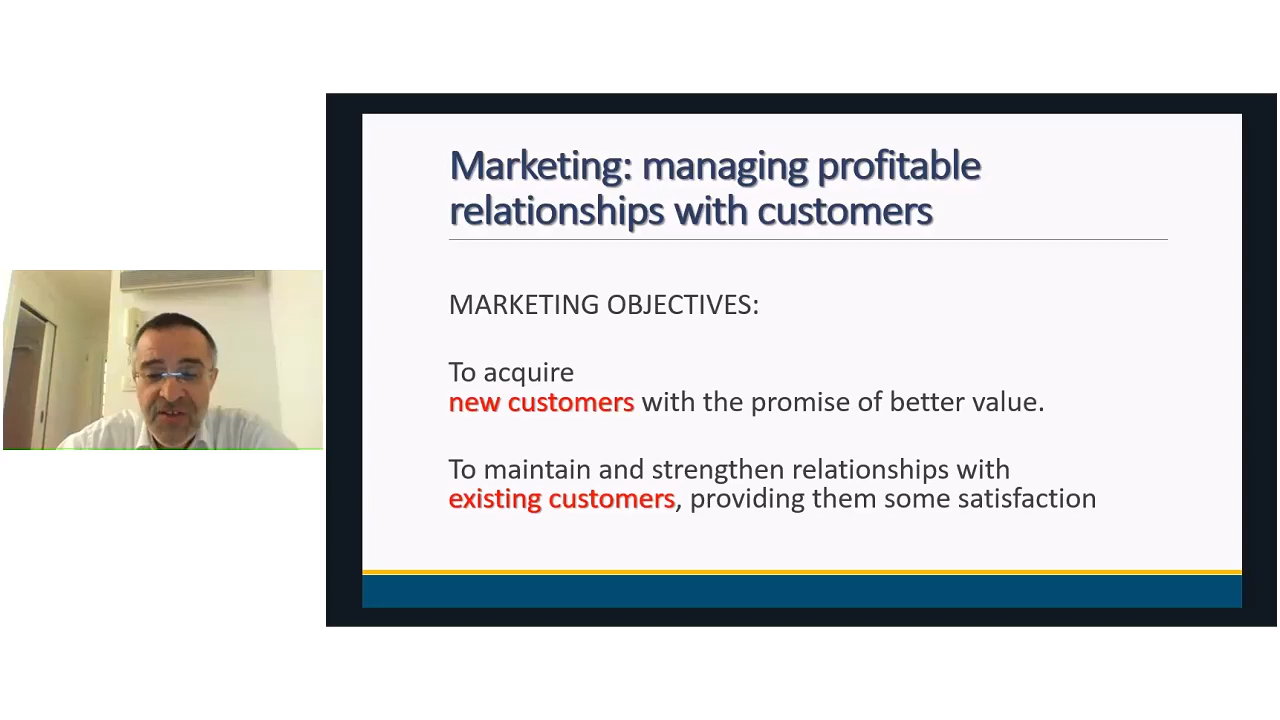 Marketing: managing profitable
relationships with customers
MARKETING OBJECTIVES:
To acquire
new customers with the promise of better value.
To maintain and strengthen relationships with
existing customers, providing them some satisfaction